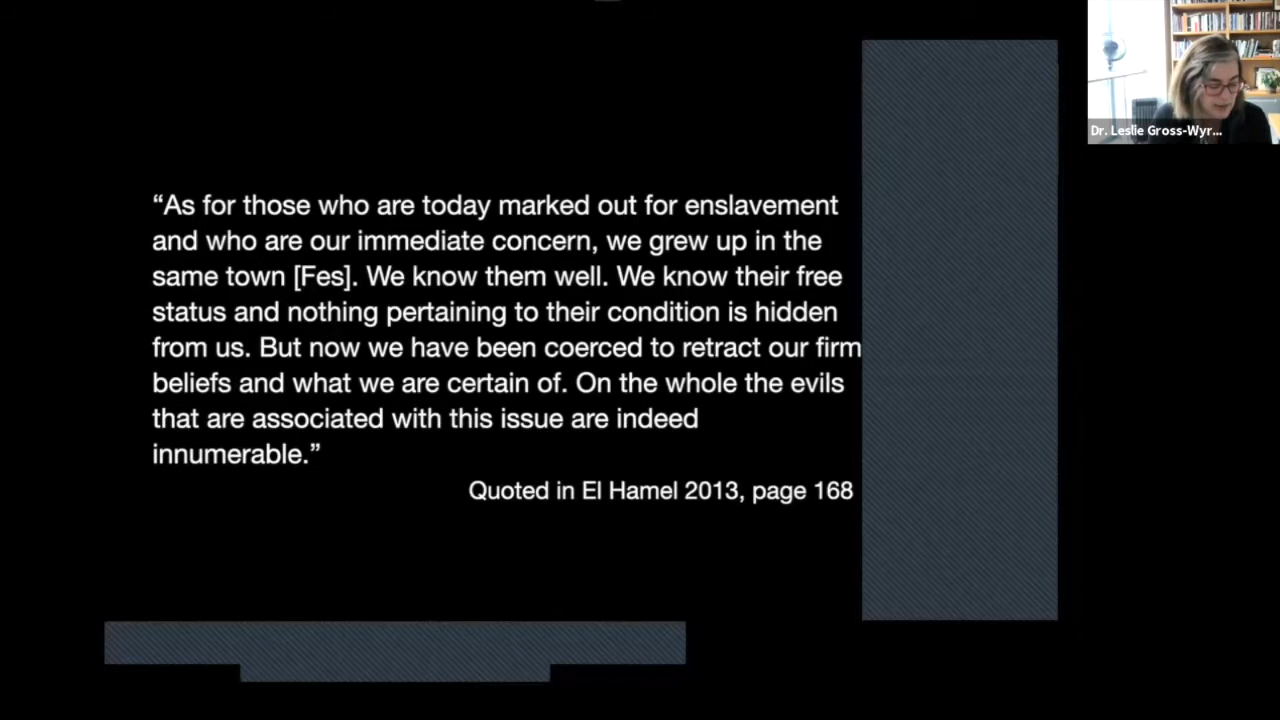 “As for those who are today marked out for enslavement
and who are our immediate concern, we grew up in the
same town [Fes]. We know them well. We know their free
status and nothing pertaining to their condition is hidden
from us. But now we have been coerced to retract our firm
beliefs and what we are certain of. On the whole the evils
that are associated with this issue are indeed
innumerable.”
Quoted in El Hamel 2013, page 168
Dr. Leslie Gross-Wyr...